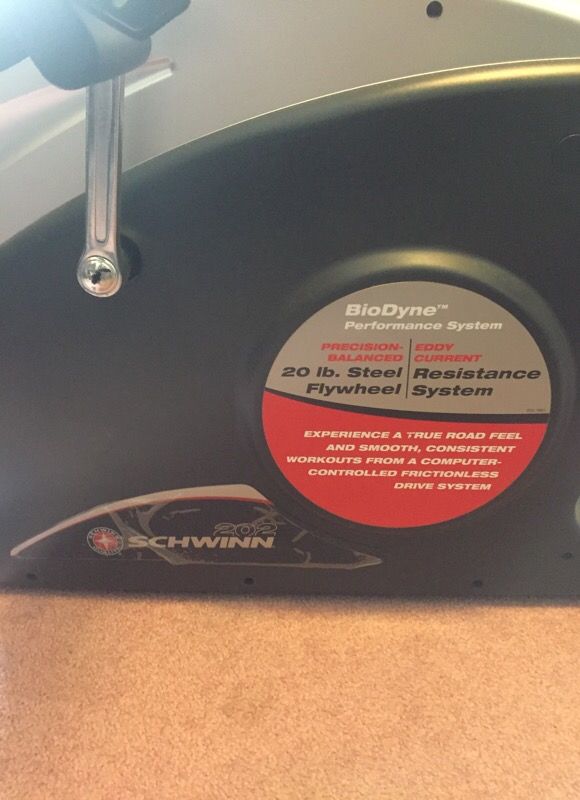 BioDyne™
Performance System
PRECISION-
BALANCED
20 lb. Steel
Flywheel
EDDY
CURRENT
Resistance
System
EXPERIENCE A TRUE ROAD FEEL
AND SMOOTH, CONSISTENT
WORKOUTS FROM A COMPUTER-
CONTROLLED FRICTIONLESS
DRIVE SYSTEM
202
SCHWINN